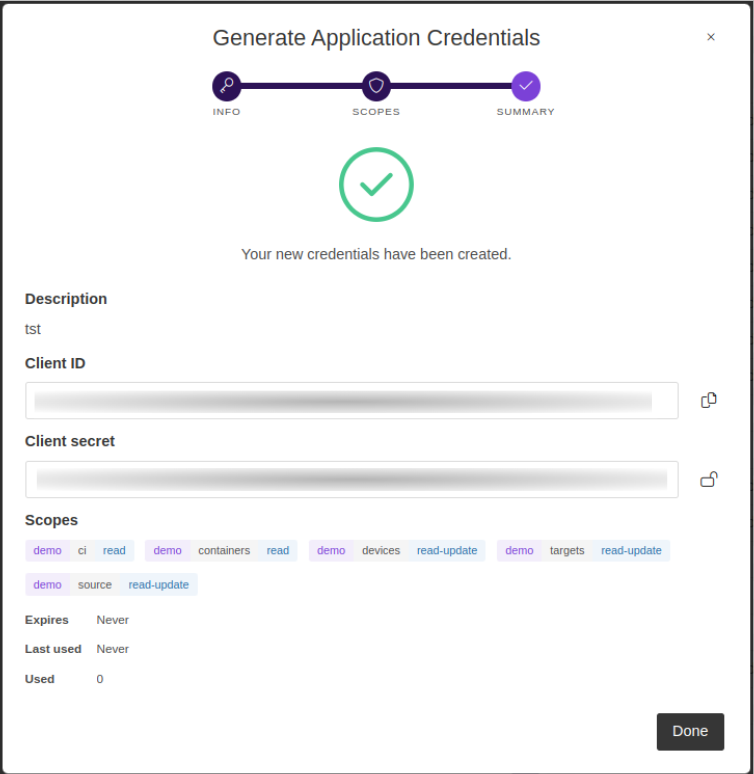 Generate Application Credentials ×
INFO SCOPES SUMMARY
Your new credentials have been created.
Description
tst
Client ID
Client secret
Scopes
demo ci read demo containers read demo devices read-update demo targets read-update
demo source read-update
Expires Never
Last used Never
Used 0
Done